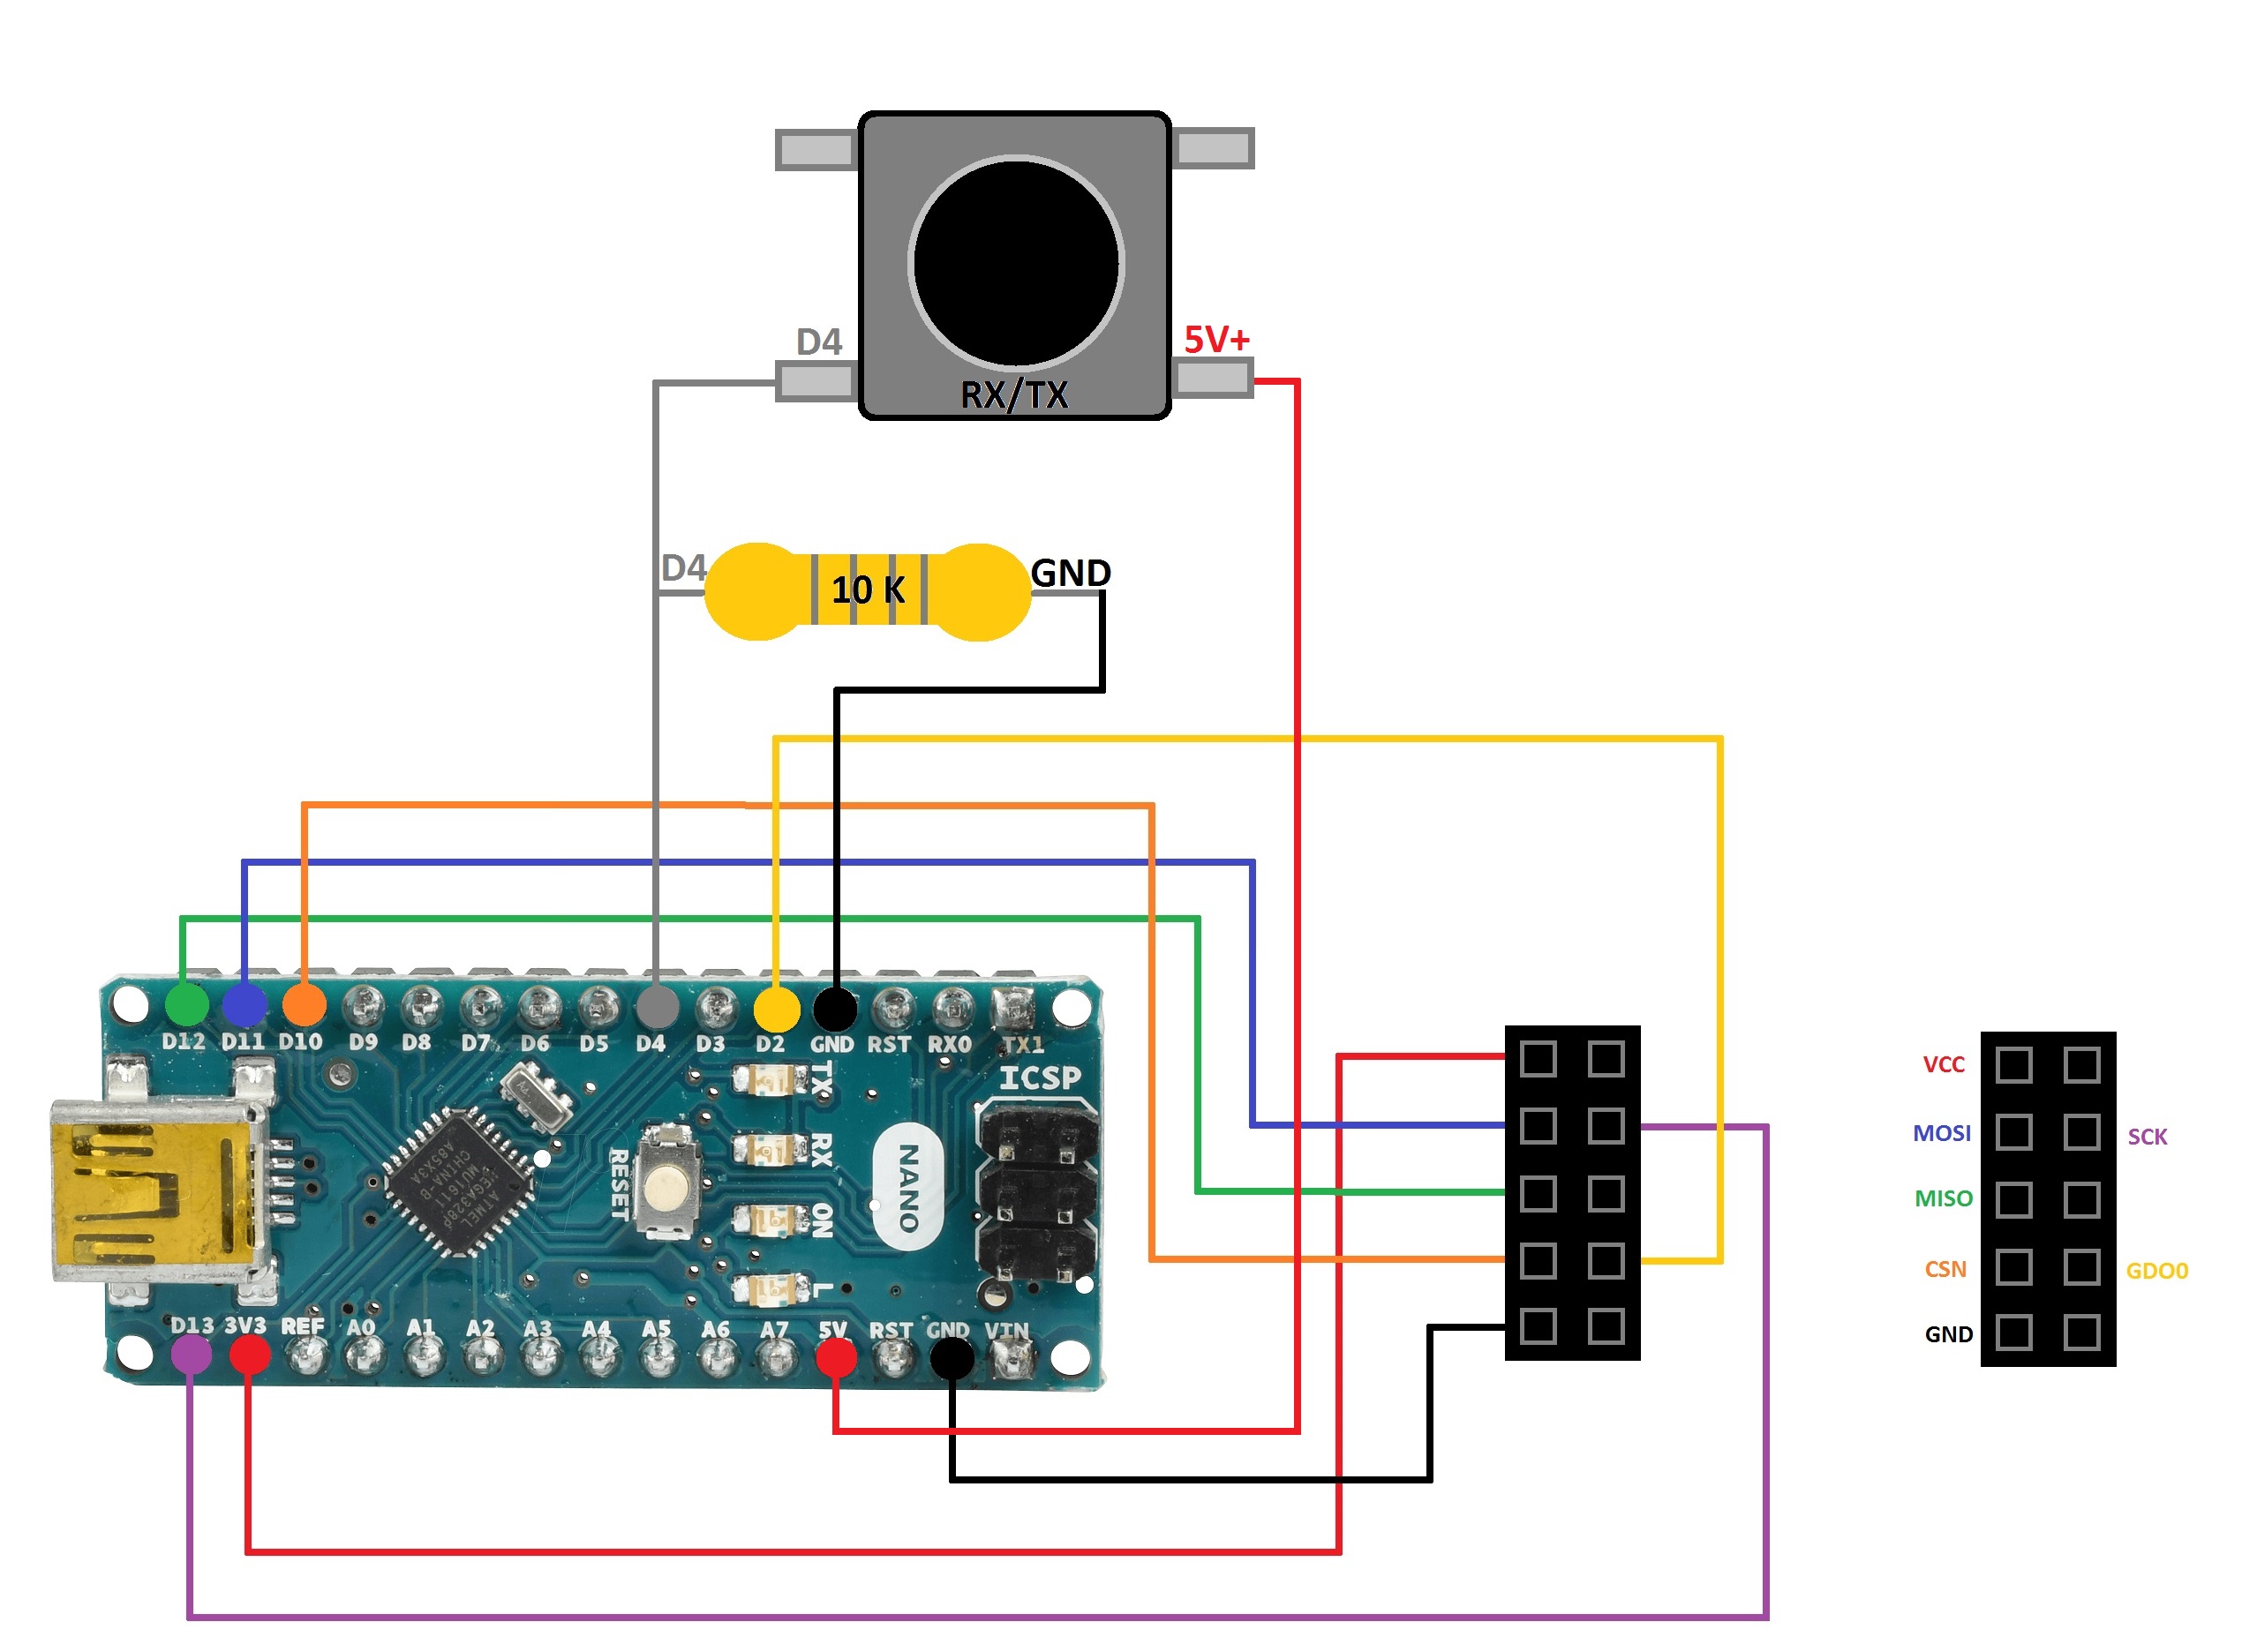 D4
5V+
RX/TX
D4
10 K
GND
D12 D11 D10 D9 D8 D7 D6 D5 D4 D3 D2 GND RST RX0 TX1
ICSP
TX
RX
ON
L
RESET
NANO
D13 3V3 REF A0 A1 A2 A3 A4 A5 A6 A7 5V RST GND VIN
VCC
MOSI
SCK
MISO
CSN
GDO0
GND